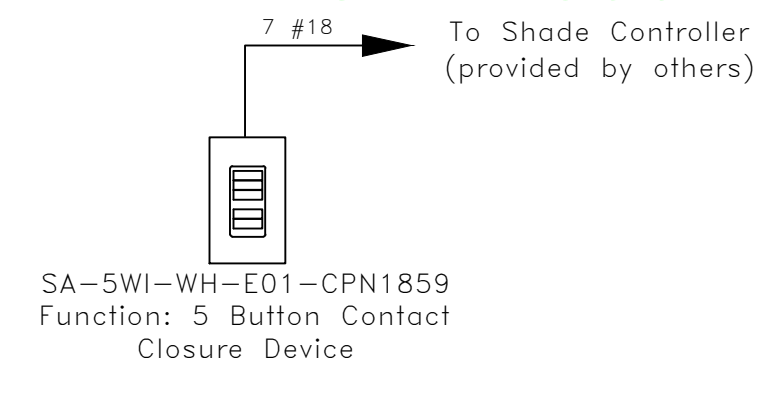 7 #18
To Shade Controller
(provided by others)
SA-5WI-WH-E01-CPN1859
Function: 5 Button Contact
Closure Device